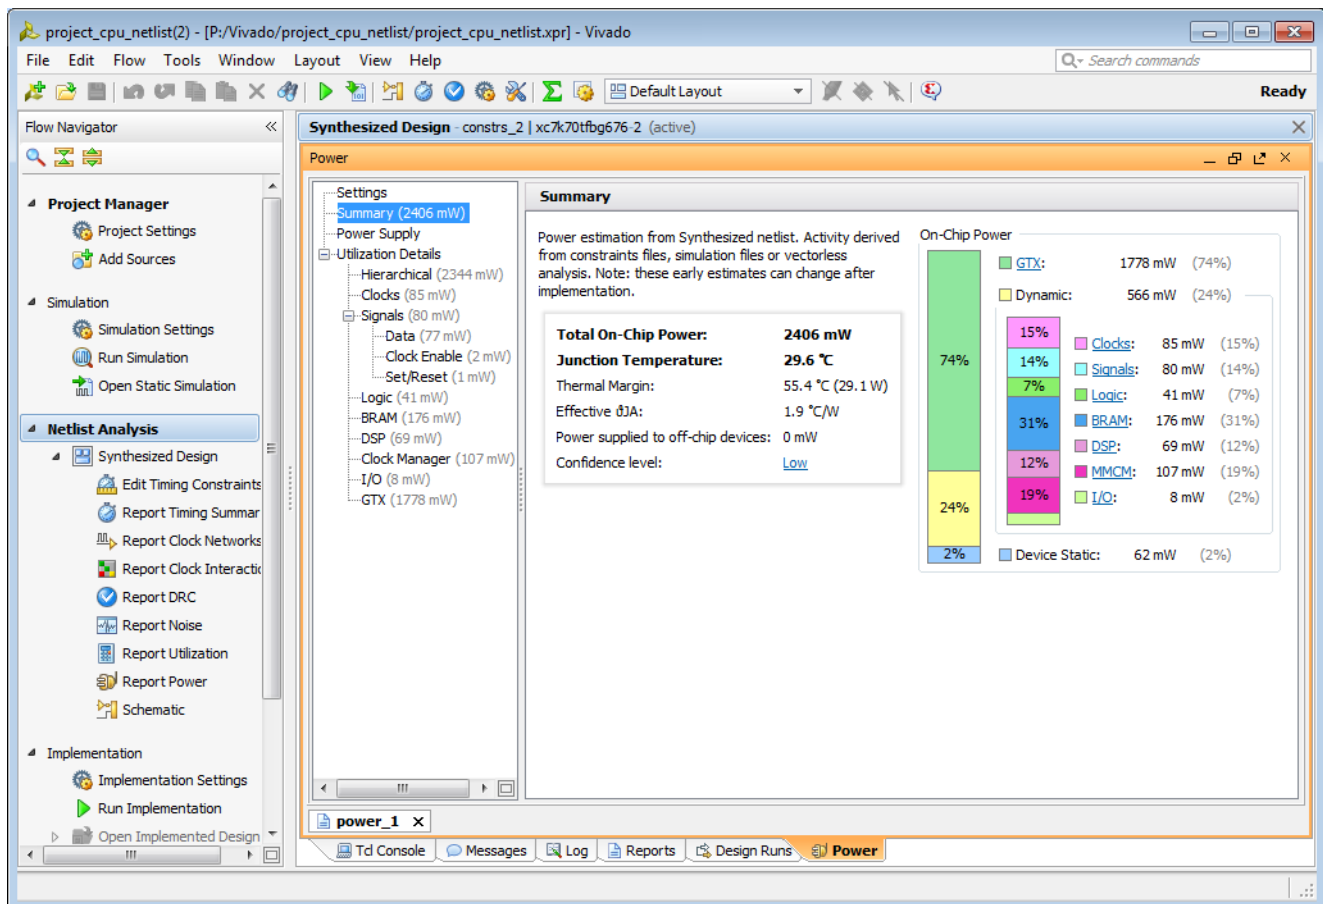 project_cpu_netlist(2) - [P:/Vivado/project_cpu_netlist/project_cpu_netlist.xpr] - Vivado
File Edit Flow Tools Window Layout View Help
Search commands
Default Layout
Ready
Flow Navigator
Project Manager
Project Settings
Add Sources
Simulation
Simulation Settings
Run Simulation
Open Static Simulation
Netlist Analysis
Synthesized Design
Edit Timing Constraints
Report Timing Summar
Report Clock Networks
Report Clock Interactic
Report DRC
Report Noise
Report Utilization
Report Power
Schematic
Implementation
Implementation Settings
Run Implementation
Open Implemented Design
Synthesized Design - constrs_2 | xc7k70tfbg676-2 (active)
Power
Settings
Summary (2406 mW)
Power Supply
Utilization Details
Hierarchical (2344 mW)
Clocks (85 mW)
Signals (80 mW)
Data (77 mW)
Clock Enable (2 mW)
Set/Reset (1 mW)
Logic (41 mW)
BRAM (176 mW)
DSP (69 mW)
Clock Manager (107 mW)
I/O (8 mW)
GTX (1778 mW)
Summary
Power estimation from Synthesized netlist. Activity derived
from constraints files, simulation files or vectorless
analysis. Note: these early estimates can change after
implementation.
Total On-Chip Power: 2406 mW
Junction Temperature: 29.6 °C
Thermal Margin: 55.4 °C (29.1 W)
Effective ϑJA: 1.9 °C/W
Power supplied to off-chip devices: 0 mW
Confidence level: Low
On-Chip Power
74%
24%
2%
GTX: 1778 mW (74%)
Dynamic: 566 mW (24%)
15%
14%
7%
31%
12%
19%
Clocks: 85 mW (15%)
Signals: 80 mW (14%)
Logic: 41 mW (7%)
BRAM: 176 mW (31%)
DSP: 69 mW (12%)
MMCM: 107 mW (19%)
I/O: 8 mW (2%)
Device Static: 62 mW (2%)
power_1
Tcl Console Messages Log Reports Design Runs Power